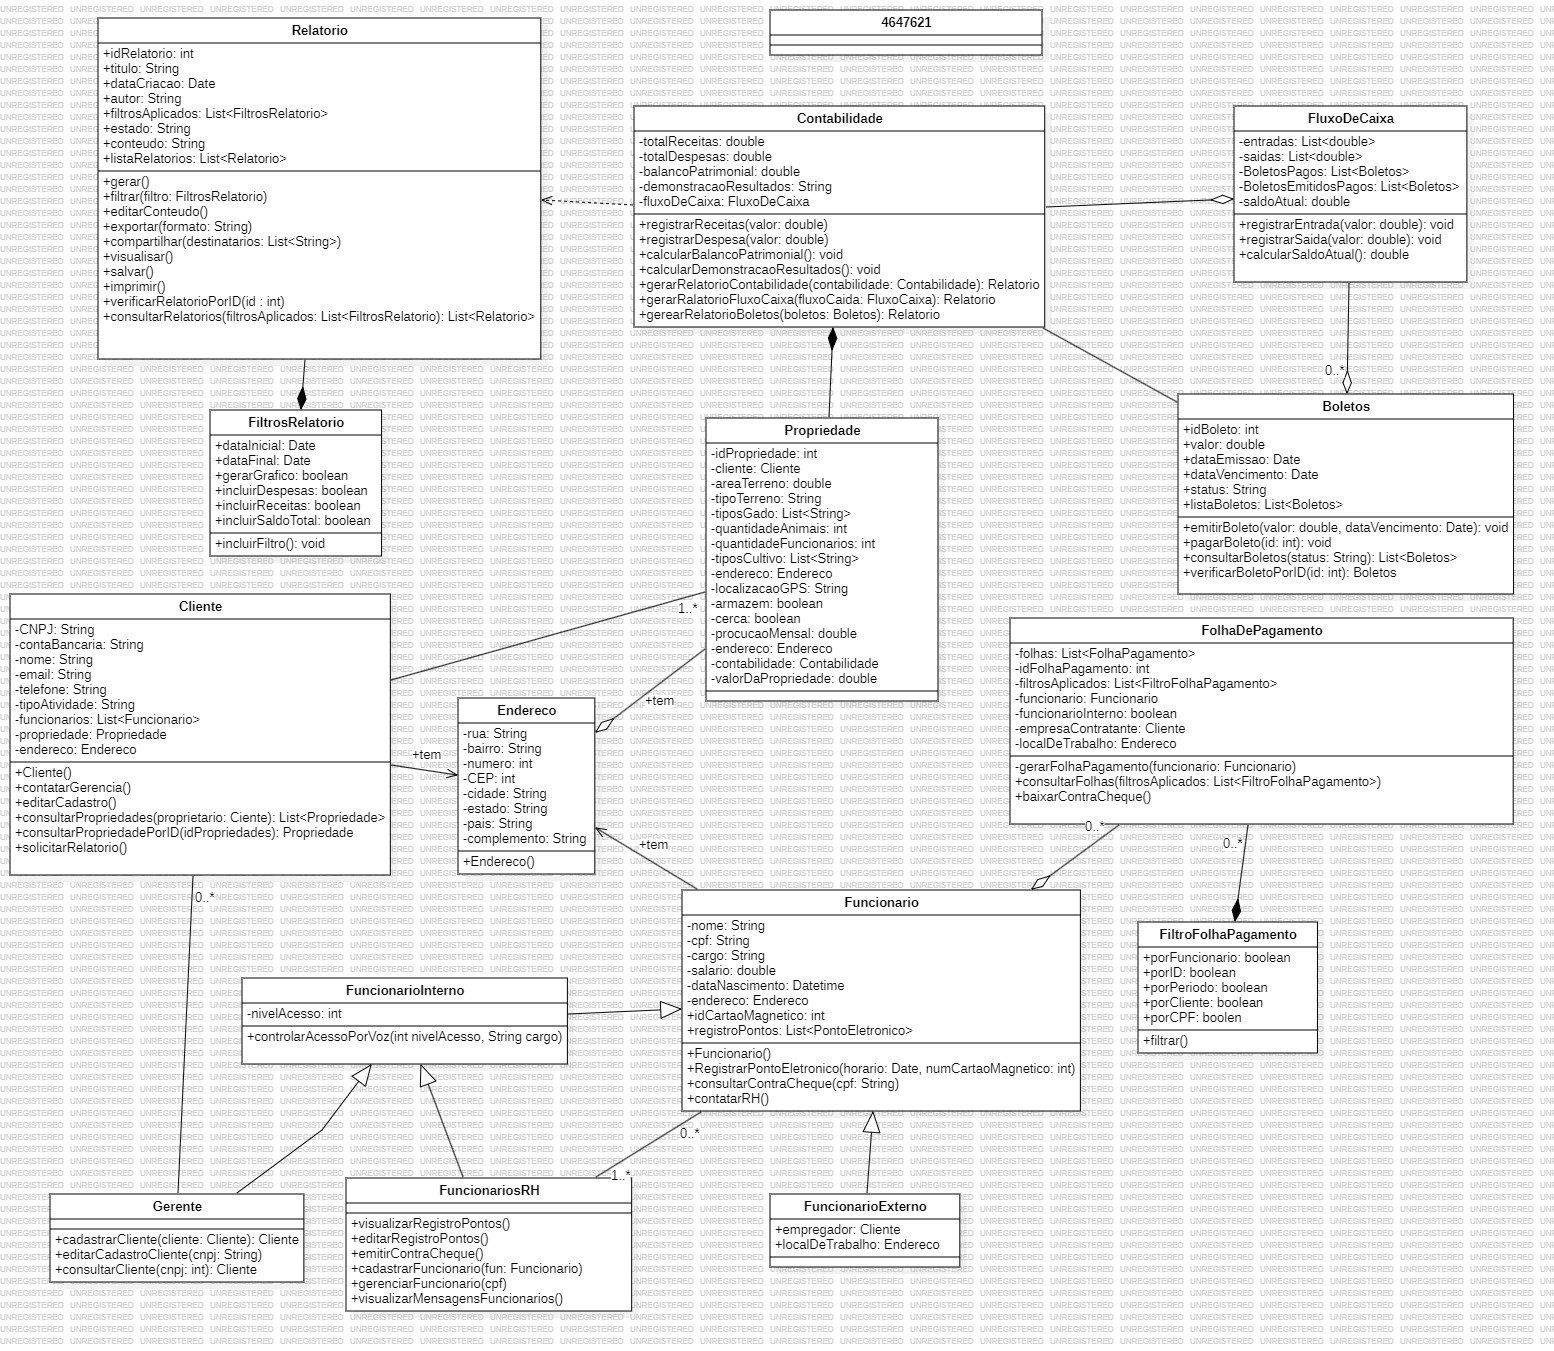 4647621
Relatorio
+idRelatorio: int
+titulo: String
+dataCriacao: Date
+autor: String
+filtrosAplicados: List<FiltrosRelatorio>
+estado: String
+conteudo: String
+listaRelatorios: List<Relatorio>
+gerar()
+filtrar(filtro: FiltrosRelatorio)
+editarConteudo()
+exportar(formato: String)
+compartilhar(destinatarios: List<String>)
+visualisar()
+salvar()
+imprimir()
+verificarRelatorioPorID(id : int)
+consultarRelatorios(filtrosAplicados: List<FiltrosRelatorio): List<Relatorio>
Contabilidade
-totalReceitas: double
-totalDespesas: double
-balancoPatrimonial: double
-demonstracaoResultados: String
-fluxoDeCaixa: FluxoDeCaixa
+registrarReceitas(valor: double)
+registrarDespesa(valor: double)
+calcularBalancoPatrimonial(): void
+calcularDemonstracaoResultados(): void
+gerarRelatorioContabilidade(contabilidade: Contabilidade): Relatorio
+gerarRalatorioFluxoCaixa(fluxoCaida: FluxoCaixa): Relatorio
+gerearRelatorioBoletos(boletos: Boletos): Relatorio
FluxoDeCaixa
-entradas: List<double>
-saidas: List<double>
-BoletosPagos: List<Boletos>
-BoletosEmitidosPagos: List<Boletos>
-saldoAtual: double
+registrarEntrada(valor: double): void
+registrarSaida(valor: double): void
+calcularSaldoAtual(): double
0..*
Boletos
+idBoleto: int
+valor: double
+dataEmissao: Date
+dataVencimento: Date
+status: String
+listaBoletos: List<Boletos>
+emitirBoleto(valor: double, dataVencimento: Date): void
+pagarBoleto(id: int): void
+consultarBoletos(status: String): List<Boletos>
+verificarBoletoPorID(id: int): Boletos
FiltrosRelatorio
+dataInicial: Date
+dataFinal: Date
+gerarGrafico: boolean
+incluirDespesas: boolean
+incluirReceitas: boolean
+incluirSaldoTotal: boolean
+incluirFiltro(): void
Propriedade
-idPropriedade: int
-cliente: Cliente
-areaTerreno: double
-tipoTerreno: String
-tiposGado: List<String>
-quantidadeAnimais: int
-quantidadeFuncionarios: int
-tiposCultivo: List<String>
-endereco: Endereco
-localizacaoGPS: String
-armazem: boolean
-cerca: boolean
-procucaoMensal: double
-endereco: Endereco
-contabilidade: Contabilidade
-valorDaPropriedade: double
1..*
Cliente
-CNPJ: String
-contaBancaria: String
-nome: String
-email: String
-telefone: String
-tipoAtividade: String
-funcionarios: List<Funcionario>
-propriedade: Propriedade
-endereco: Endereco
+Cliente()
+contatarGerencia()
+editarCadastro()
+consultarPropriedades(proprietario: Ciente): List<Propriedade>
+consultarPropriedadePorID(idPropriedades): Propriedade
+solicitarRelatorio()
0..*
+tem
+tem
+tem
Endereco
-rua: String
-bairro: String
-numero: int
-CEP: int
-cidade: String
-estado: String
-pais: String
-complemento: String
+Endereco()
FolhaDePagamento
-folhas: List<FolhaPagamento>
-idFolhaPagamento: int
-filtrosAplicados: List<FiltroFolhaPagamento>
-funcionario: Funcionario
-funcionarioInterno: boolean
-empresaContratante: Cliente
-localDeTrabalho: Endereco
-gerarFolhaPagamento(funcionario: Funcionario)
+consultarFolhas(filtrosAplicados: List<FiltroFolhaPagamento>)
+baixarContraCheque()
0..*
0..*
Funcionario
-nome: String
-cpf: String
-cargo: String
-salario: double
-dataNascimento: Datetime
-endereco: Endereco
+idCartaoMagnetico: int
+registroPontos: List<PontoEletronico>
+Funcionario()
+RegistrarPontoEletronico(horario: Date, numCartaoMagnetico: int)
+consultarContraCheque(cpf: String)
+contatarRH()
0..*
1..*
FiltroFolhaPagamento
+porFuncionario: boolean
+porID: boolean
+porPeriodo: boolean
+porCliente: boolean
+porCPF: boolen
+filtrar()
FuncionarioInterno
-nivelAcesso: int
+controlarAcessoPorVoz(int nivelAcesso, String cargo)
Gerente
+cadastrarCliente(cliente: Cliente): Cliente
+editarCadastroCliente(cnpj: String)
+consultarCliente(cnpj: int): Cliente
FuncionariosRH
+visualizarRegistroPontos()
+editarRegistroPontos()
+emitirContraCheque()
+cadastrarFuncionario(fun: Funcionario)
+gerenciarFuncionario(cpf)
+visualizarMensagensFuncionarios()
FuncionarioExterno
+empregador: Cliente
+localDeTrabalho: Endereco